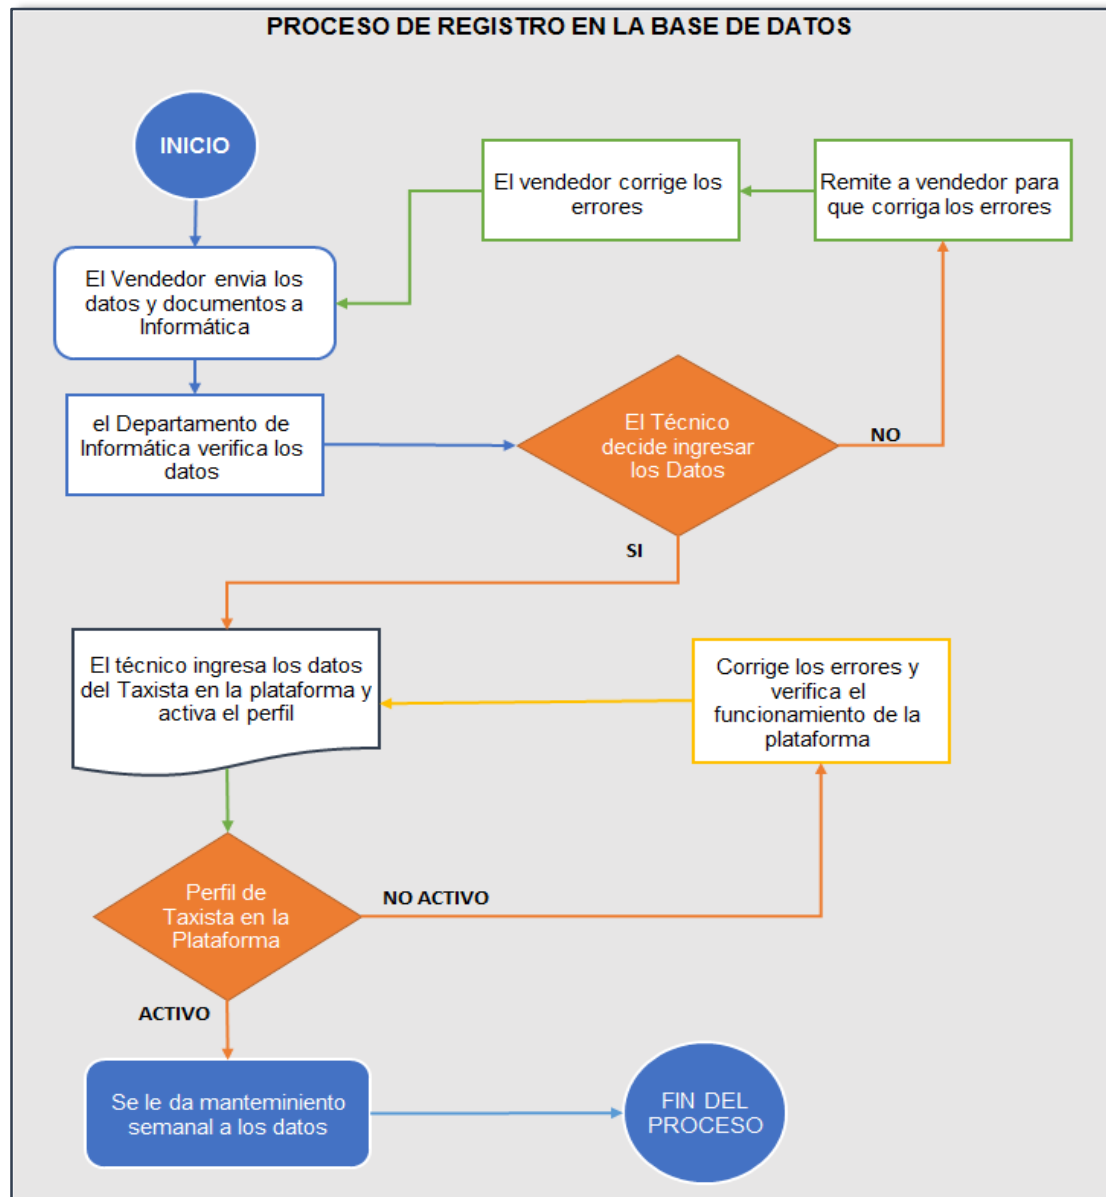 PROCESO DE REGISTRO EN LA BASE DE DATOS
INICIO
El vendedor corrige los
errores
Remite a vendedor para
que corriga los errores
El Vendedor envia los
datos y documentos a
Informática
el Departamento de
Informática verifica los
datos
El Técnico
decide ingresar
los Datos
NO
SI
El técnico ingresa los datos
del Taxista en la plataforma y
activa el perfil
Corrige los errores y
verifica el
funcionamiento de la
plataforma
Perfil de
Taxista en la
Plataforma
NO ACTIVO
ACTIVO
Se le da manteminiento
semanal a los datos
FIN DEL
PROCESO